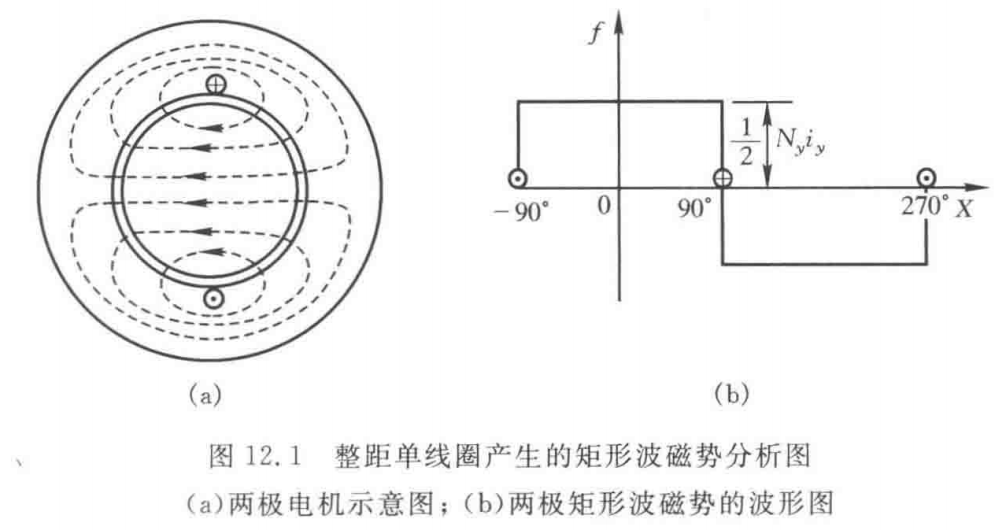 f
1/2 N_y i_y
－90° 0 90° 270° X
(a) (b)
图 12.1 整距单线圈产生的矩形波磁势分析图
(a)两极电机示意图；(b)两极矩形波磁势的波形图